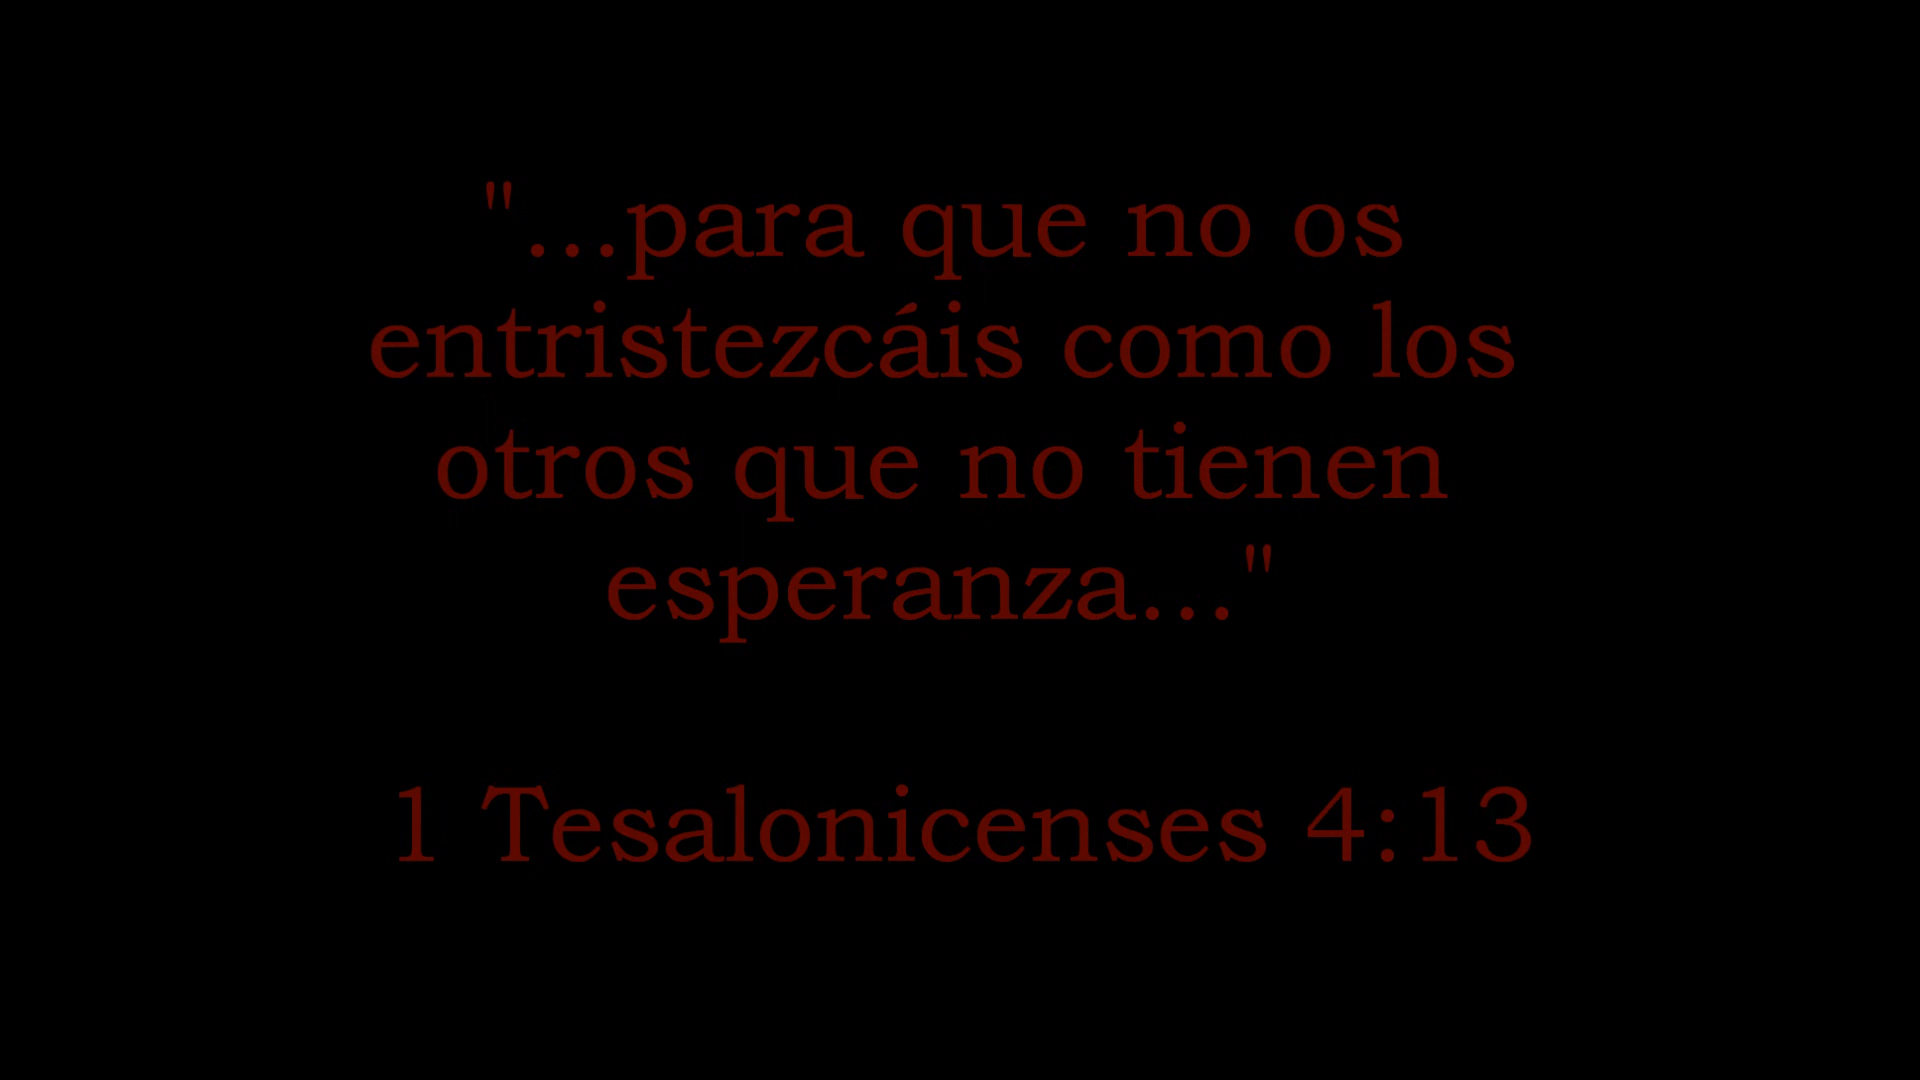 "...para que no os
entristezcáis como los
otros que no tienen
esperanza..."
1 Tesalonicenses 4:13